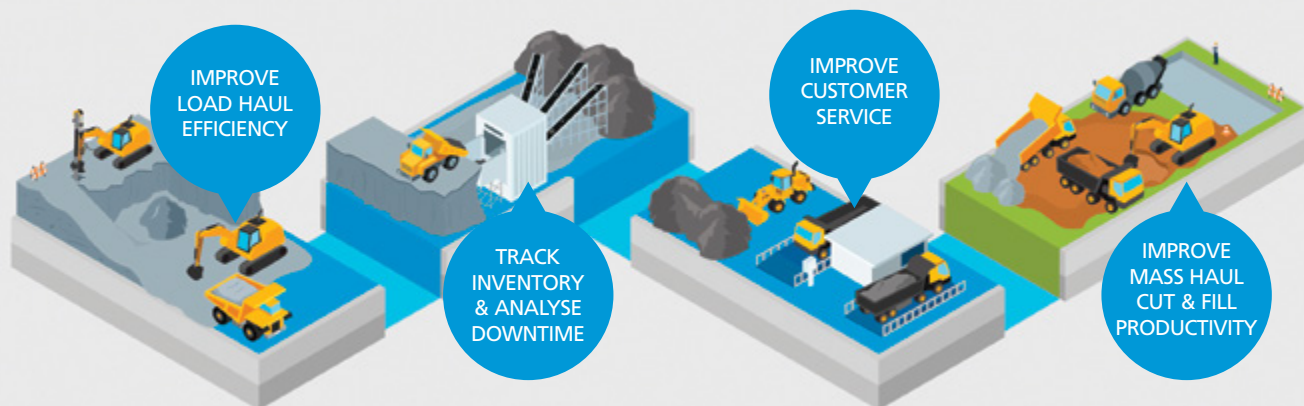 IMPROVE
LOAD HAUL
EFFICIENCY
TRACK
INVENTORY
& ANALYSE
DOWNTIME
IMPROVE
CUSTOMER
SERVICE
IMPROVE
MASS HAUL
CUT & FILL
PRODUCTIVITY